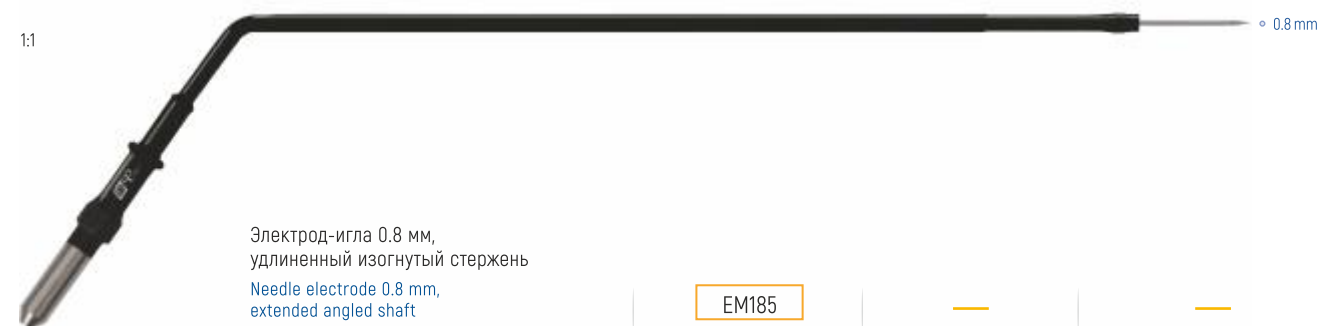 1:1
0.8 mm
Электрод-игла 0.8 мм,
удлиненный изогнутый стержень
Needle electrode 0.8 mm,
extended angled shaft
EM185